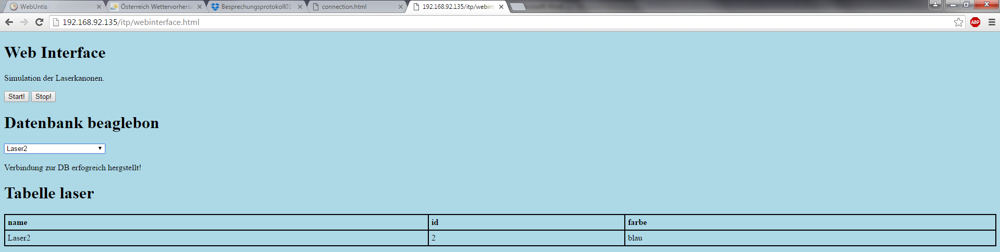 WebUntis
Österreich Wettervorhersa
Besprechungsprotokoll01
connection.html
192.168.92.135/itp/webint
192.168.92.135/itp/webinterface.html
ABP
Web Interface
Simulation der Laserkanonen.
Start! Stop!
Datenbank beaglebon
Laser2
Verbindung zur DB erfogreich hergstellt!
Tabelle laser
name id farbe
Laser2 2 blau